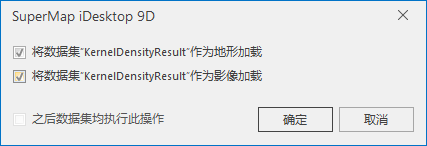 SuperMap iDesktop 9D
将数据集"KernelDensityResult"作为地形加载
将数据集"KernelDensityResult"作为影像加载
之后数据集均执行此操作
确定 取消